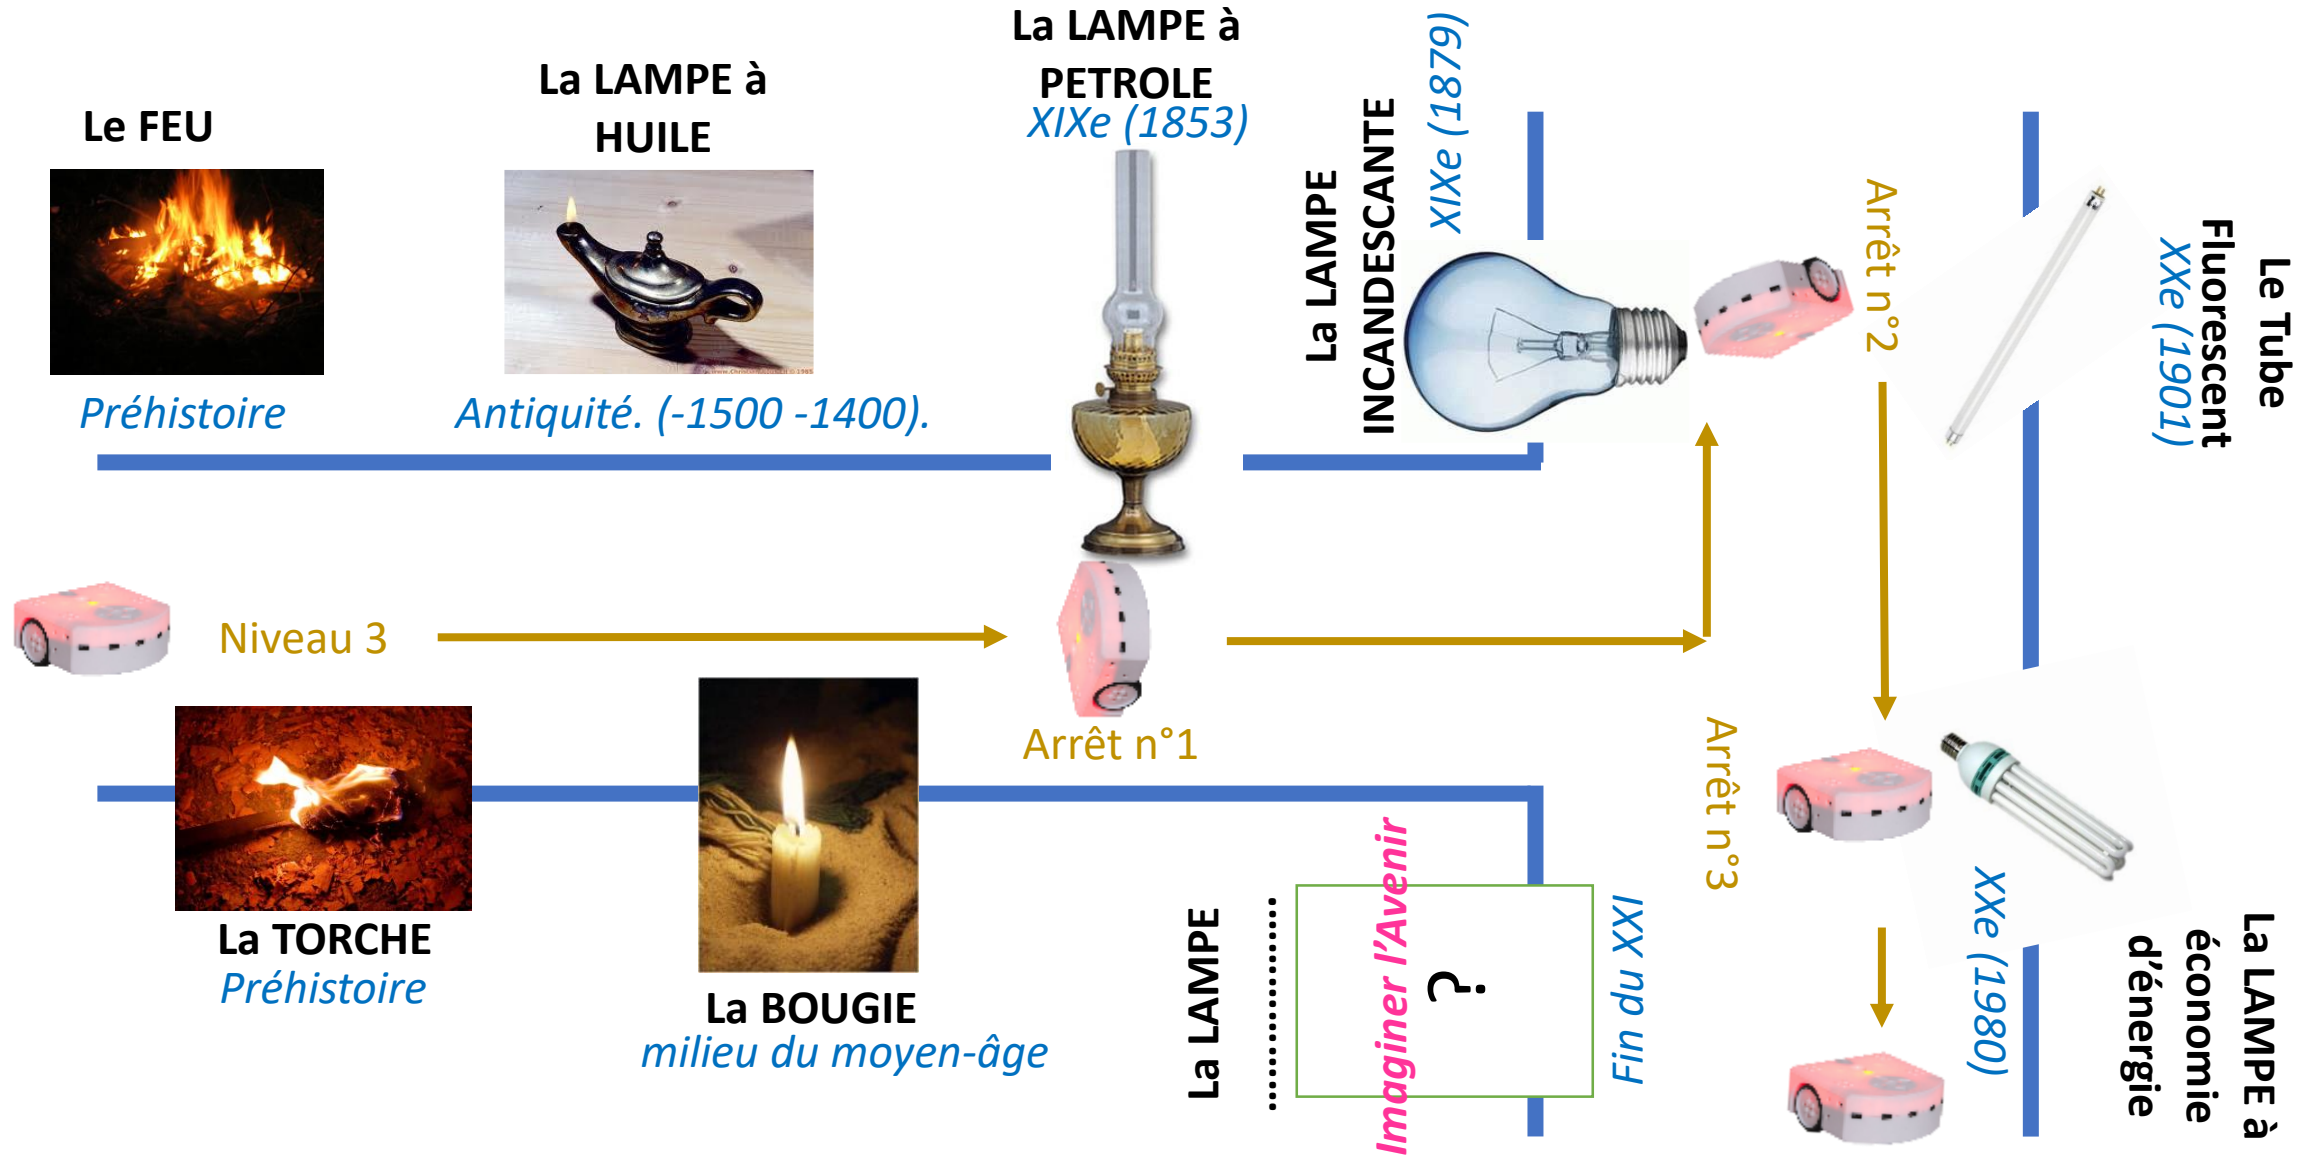 Le FEU
Préhistoire
La LAMPE à
HUILE
Antiquité. (-1500 -1400).
La LAMPE à
PETROLE
XIXe (1853)
La LAMPE
INCANDESCANTE
XIXe (1879)
Arrêt n°2
Le Tube
Fluorescent
XXe (1901)
Niveau 3
Arrêt n°1
La TORCHE
Préhistoire
La BOUGIE
milieu du moyen-âge
La LAMPE
....................
Imaginer l'Avenir
?
Fin du XXI
Arrêt n°3
La LAMPE à
économie
d'énergie
XXe (1980)